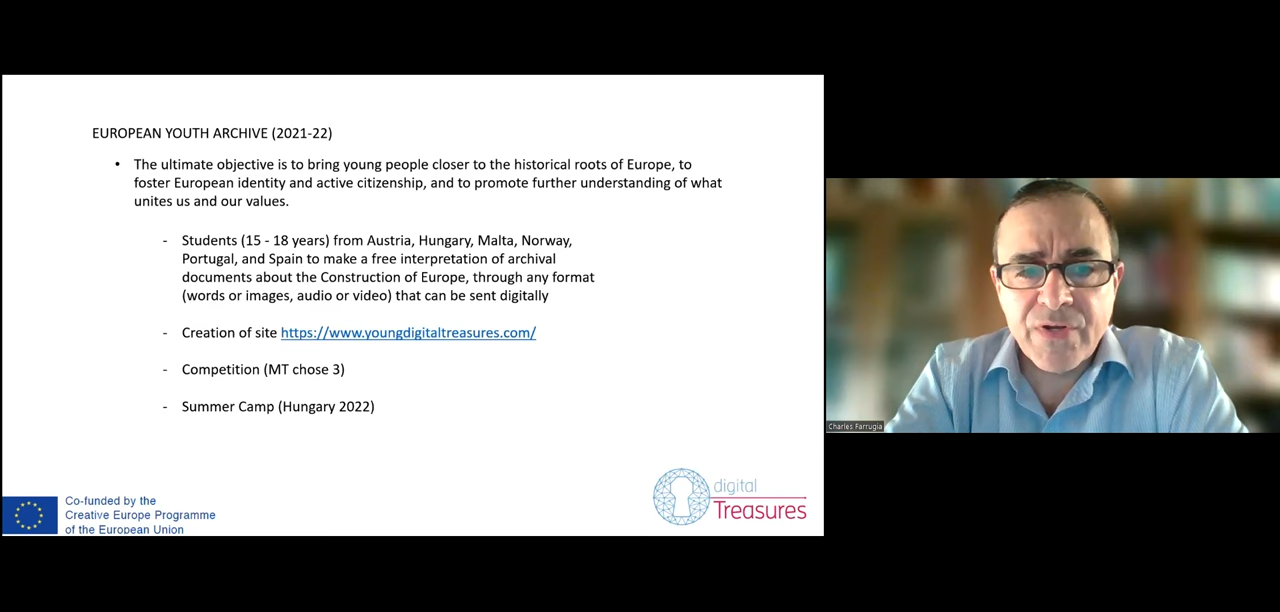 EUROPEAN YOUTH ARCHIVE (2021-22)
• The ultimate objective is to bring young people closer to the historical roots of Europe, to
foster European identity and active citizenship, and to promote further understanding of what
unites us and our values.
- Students (15 - 18 years) from Austria, Hungary, Malta, Norway,
Portugal, and Spain to make a free interpretation of archival
documents about the Construction of Europe, through any format
(words or images, audio or video) that can be sent digitally
- Creation of site https://www.youngdigitaltreasures.com/
- Competition (MT chose 3)
- Summer Camp (Hungary 2022)
Co-funded by the
Creative Europe Programme
of the European Union
digital
Treasures
Charles Farrugia